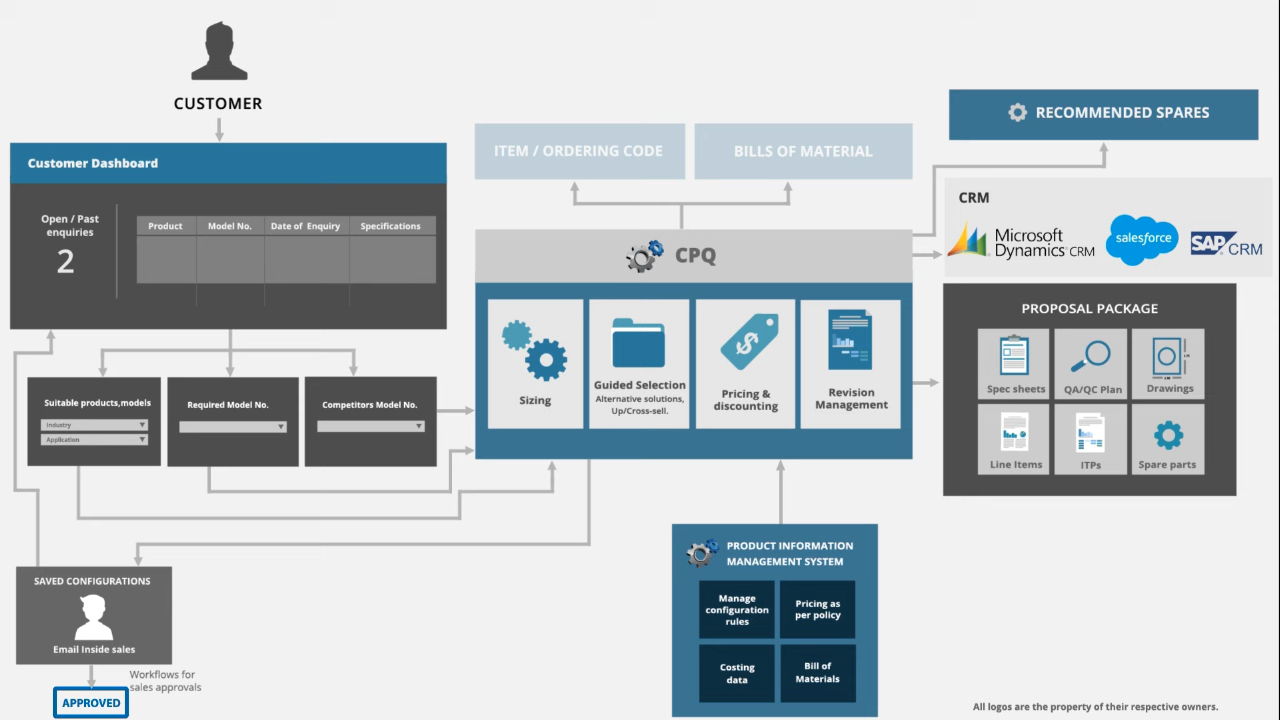 CUSTOMER
Customer Dashboard
Open / Past
enquiries
2
Product Model No. Date of Enquiry Specifications
Suitable products,models
Industry
Application
Required Model No.
Competitors Model No.
ITEM / ORDERING CODE
BILLS OF MATERIAL
CPQ
Sizing
Guided Selection
Alternative solutions,
Up/Cross-sell.
Pricing &
discounting
Revision
Management
RECOMMENDED SPARES
CRM
Microsoft
Dynamics CRM
salesforce
SAP CRM
PROPOSAL PACKAGE
Spec sheets
QA/QC Plan
Drawings
Line Items
ITPs
Spare parts
SAVED CONFIGURATIONS
Email Inside sales
Workflows for
sales approvals
APPROVED
PRODUCT INFORMATION
MANAGEMENT SYSTEM
Manage
configuration
rules
Pricing as
per policy
Costing
data
Bill of
Materials
All logos are the property of their respective owners.